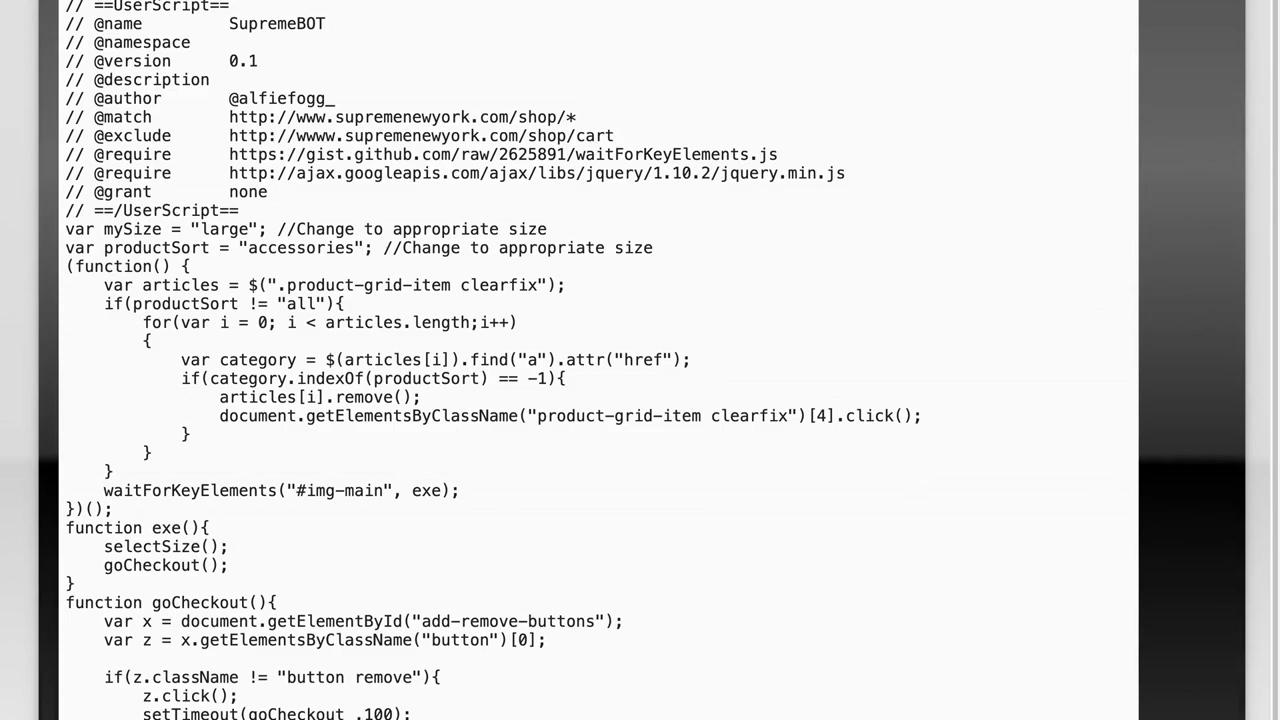 // ==UserScript==
// @name         SupremeBOT
// @namespace
// @version      0.1
// @description
// @author       @alfiefogg_
// @match        http://www.supremenewyork.com/shop/*
// @exclude      http://wwww.supremenewyork.com/shop/cart
// @require      https://gist.github.com/raw/2625891/waitForKeyElements.js
// @require      http://ajax.googleapis.com/ajax/libs/jquery/1.10.2/jquery.min.js
// @grant        none
// ==/UserScript==
var mySize = "large"; //Change to appropriate size
var productSort = "accessories"; //Change to appropriate size
(function() {
    var articles = $(".product-grid-item clearfix");
    if(productSort != "all"){
        for(var i = 0; i < articles.length;i++)
        {
            var category = $(articles[i]).find("a").attr("href");
            if(category.indexOf(productSort) == -1){
                articles[i].remove();
                document.getElementsByClassName("product-grid-item clearfix")[4].click();
            }
        }
    }
    waitForKeyElements("#img-main", exe);
})();
function exe(){
    selectSize();
    goCheckout();
}
function goCheckout(){
    var x = document.getElementById("add-remove-buttons");
    var z = x.getElementsByClassName("button")[0];
    if(z.className != "button remove"){
        z.click();
        setTimeout(goCheckout ,100);